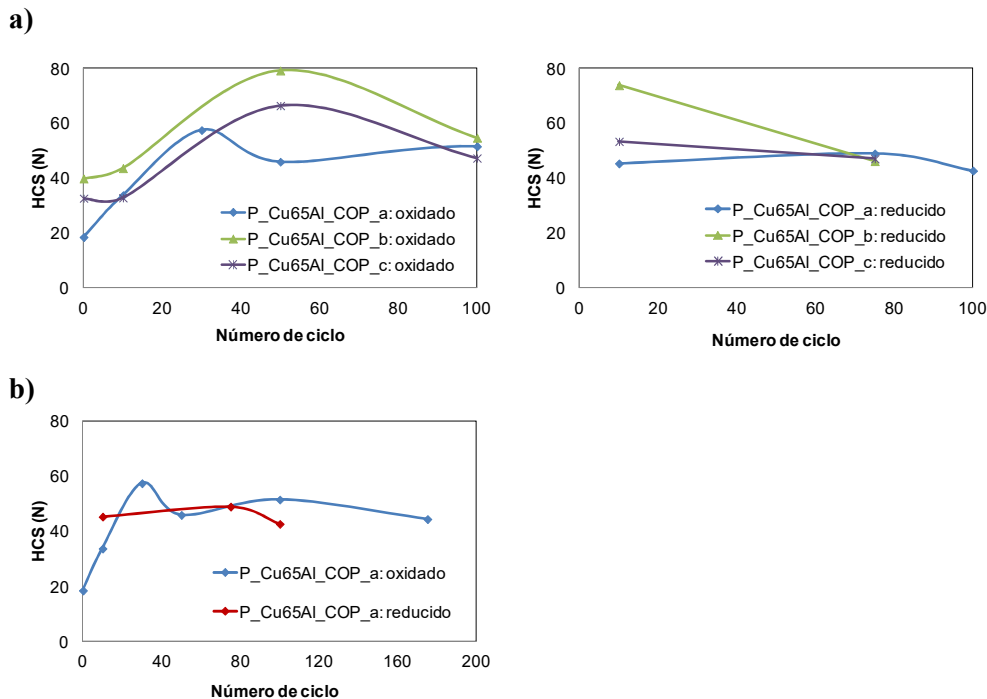 a)
80
60
40
20
0
HCS (N)
0 20 40 60 80 100
Número de ciclo
P_Cu65Al_COP_a: oxidado
P_Cu65Al_COP_b: oxidado
P_Cu65Al_COP_c: oxidado
80
60
40
20
0
HCS (N)
0 20 40 60 80 100
Número de ciclo
P_Cu65Al_COP_a: reducido
P_Cu65Al_COP_b: reducido
P_Cu65Al_COP_c: reducido
b)
80
60
40
20
0
HCS (N)
0 40 80 120 160 200
Número de ciclo
P_Cu65Al_COP_a: oxidado
P_Cu65Al_COP_a: reducido